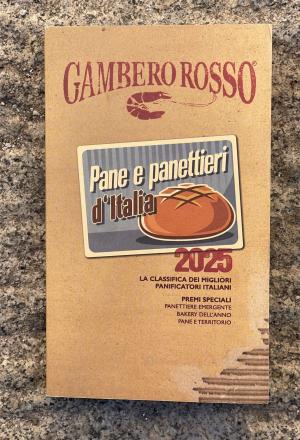 GAMBERO ROSSO®
Pane e panettieri
d'Italia
2025
LA CLASSIFICA DEI MIGLIORI
PANIFICATORI ITALIANI
PREMI SPECIALI
PANETTIERE EMERGENTE
BAKERY DELL'ANNO
PANE E TERRITORIO